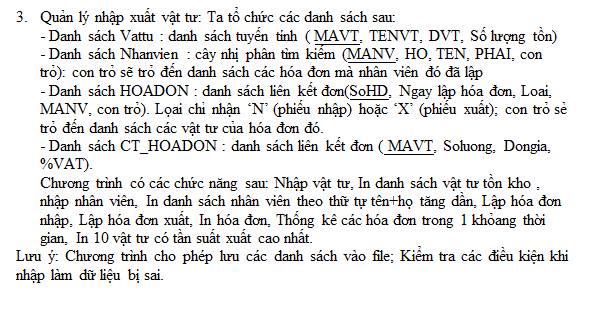 3. Quản lý nhập xuất vật tư: Ta tổ chức các danh sách sau:
- Danh sách Vattu : danh sách tuyến tính ( MAVT, TENVT, DVT, Số lượng tồn)
- Danh sách Nhanvien : cây nhị phân tìm kiếm (MANV, HO, TEN, PHAI, con
trỏ): con trỏ sẽ trỏ đến danh sách các hóa đơn mà nhân viên đó đã lập
- Danh sách HOADON : danh sách liên kết đơn(SoHD, Ngay lập hóa đơn, Loai,
MANV, con trỏ). Lọai chỉ nhận ‘N’ (phiếu nhập) hoặc ‘X’ (phiếu xuất); con trỏ sẻ
trỏ đến danh sách các vật tư của hóa đơn đó.
- Danh sách CT_HOADON : danh sách liên kết đơn ( MAVT, Soluong, Dongia,
%VAT).
Chương trình có các chức năng sau: Nhập vật tư, In danh sách vật tư tồn kho ,
nhập nhân viên, In danh sách nhân viên theo thứ tự tên+họ tăng dần, Lập hóa đơn
nhập, Lập hóa đơn xuất, In hóa đơn, Thống kê các hóa đơn trong 1 khỏang thời
gian, In 10 vật tư có tần suất xuất cao nhất.
Lưu ý: Chương trình cho phép lưu các danh sách vào file; Kiểm tra các điều kiện khi
nhập làm dữ liệu bị sai.